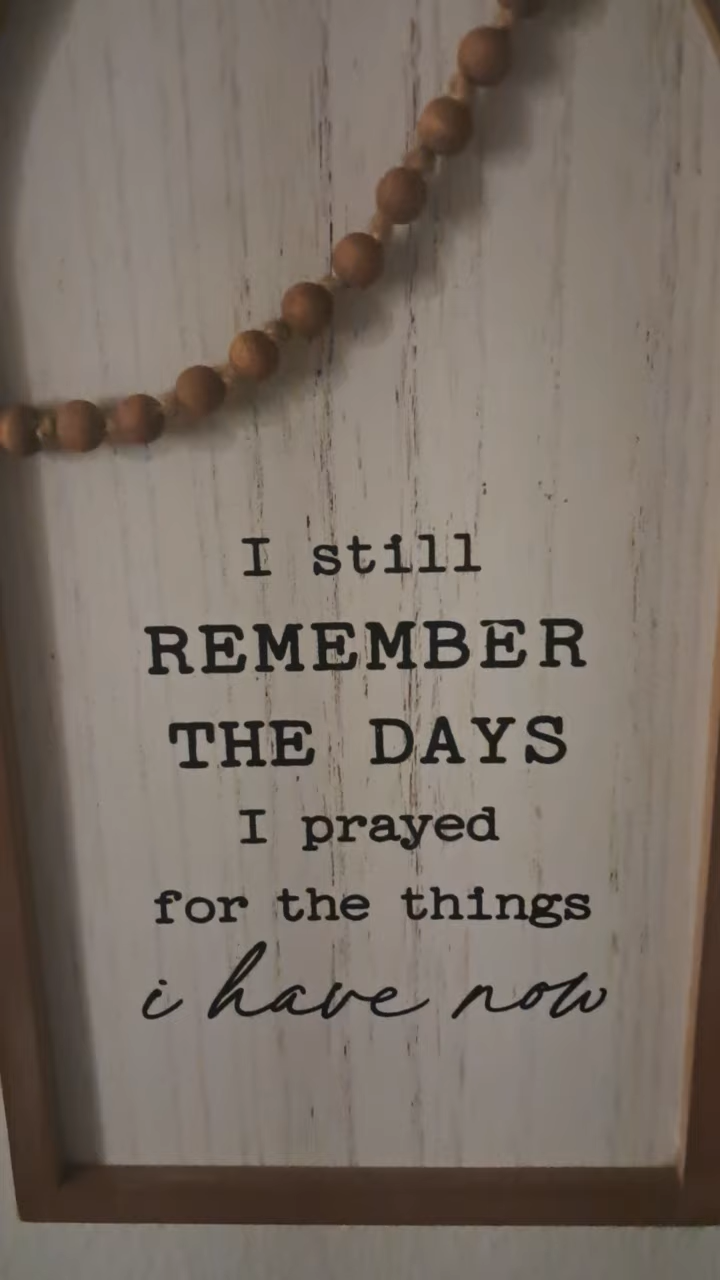 I still
REMEMBER
THE DAYS
I prayed
for the things
i have now